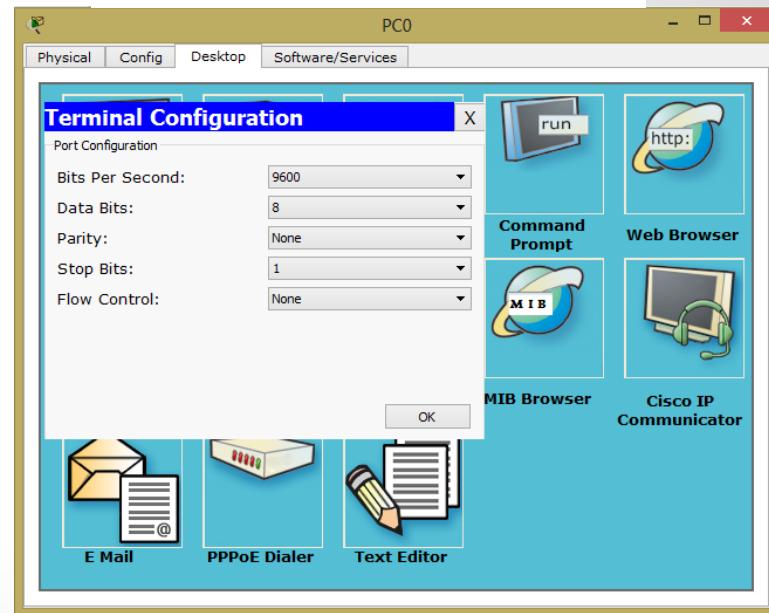 PC0
Physical Config Desktop Software/Services
Terminal Configuration X
Port Configuration
Bits Per Second: 9600
Data Bits: 8
Parity: None
Stop Bits: 1
Flow Control: None
OK
run
http:
Command
Prompt
Web Browser
MIB
MIB Browser
Cisco IP
Communicator
@
E Mail
PPPoE Dialer
Text Editor